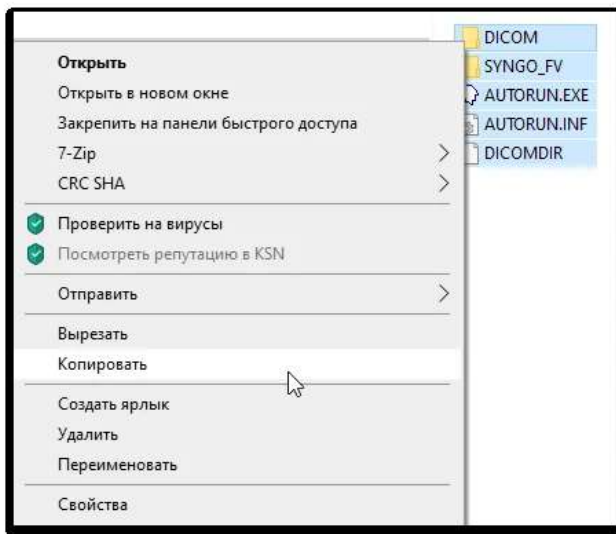 Открыть
Открыть в новом окне
Закрепить на панели быстрого доступа
7-Zip
CRC SHA
Проверить на вирусы
Посмотреть репутацию в KSN
Отправить
Вырезать
Копировать
Создать ярлык
Удалить
Переименовать
Свойства
DICOM
SYNGO_FV
AUTORUN.EXE
AUTORUN.INF
DICOMDIR